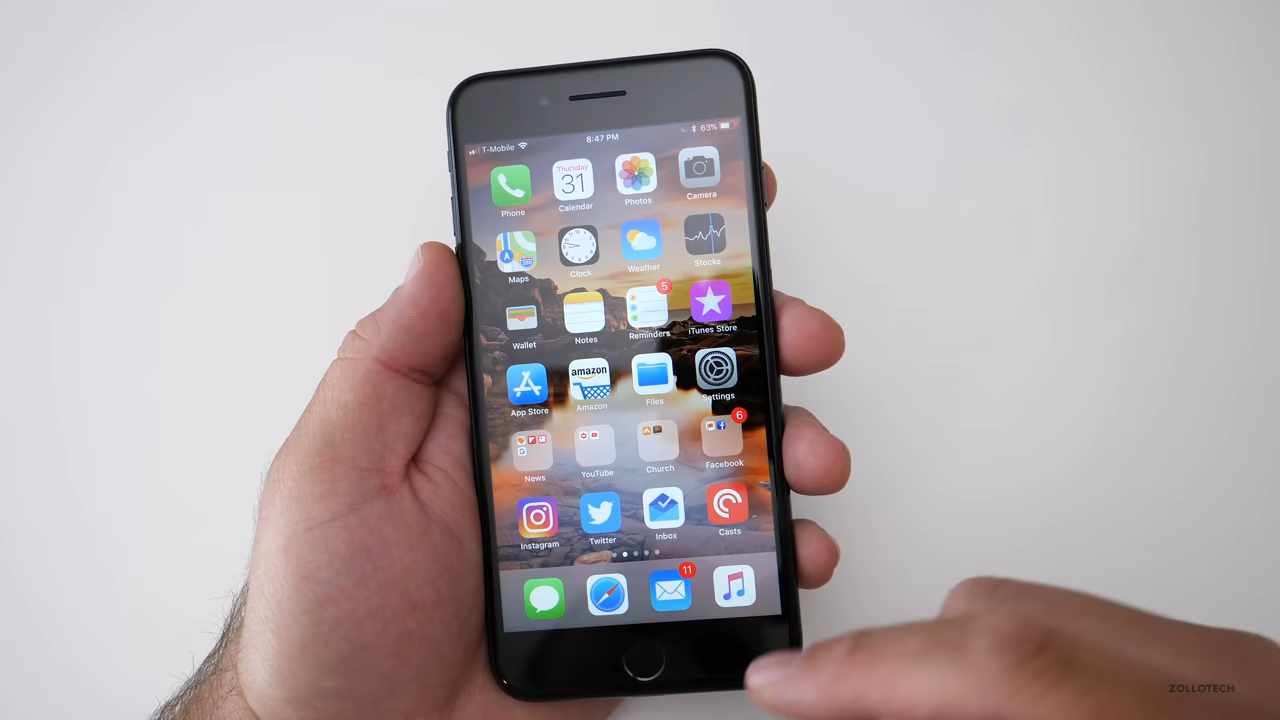 T-Mobile 8:47 PM 63%
Phone
Thursday
31
Calendar
Photos
Camera
Maps
280
Clock
Weather
Stocks
Wallet
Notes
5
Reminders
iTunes Store
App Store
amazon
Amazon
Files
Settings
News
YouTube
Church
6
Facebook
Instagram
Twitter
Inbox
Casts
11
ZOLLOTECH